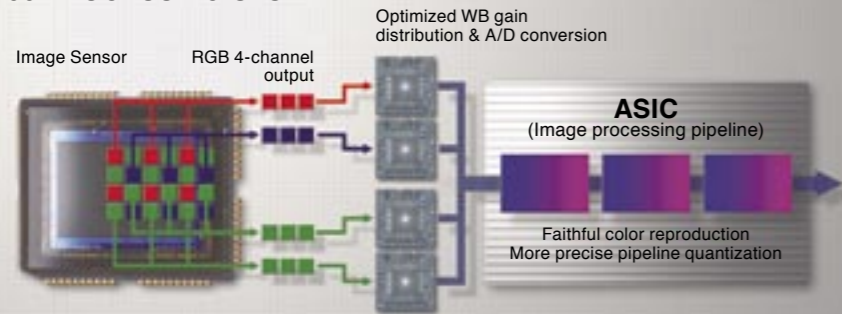 Optimized WB gain
distribution & A/D conversion
Image Sensor
RGB 4-channel
output
ASIC
(Image processing pipeline)
Faithful color reproduction
More precise pipeline quantization